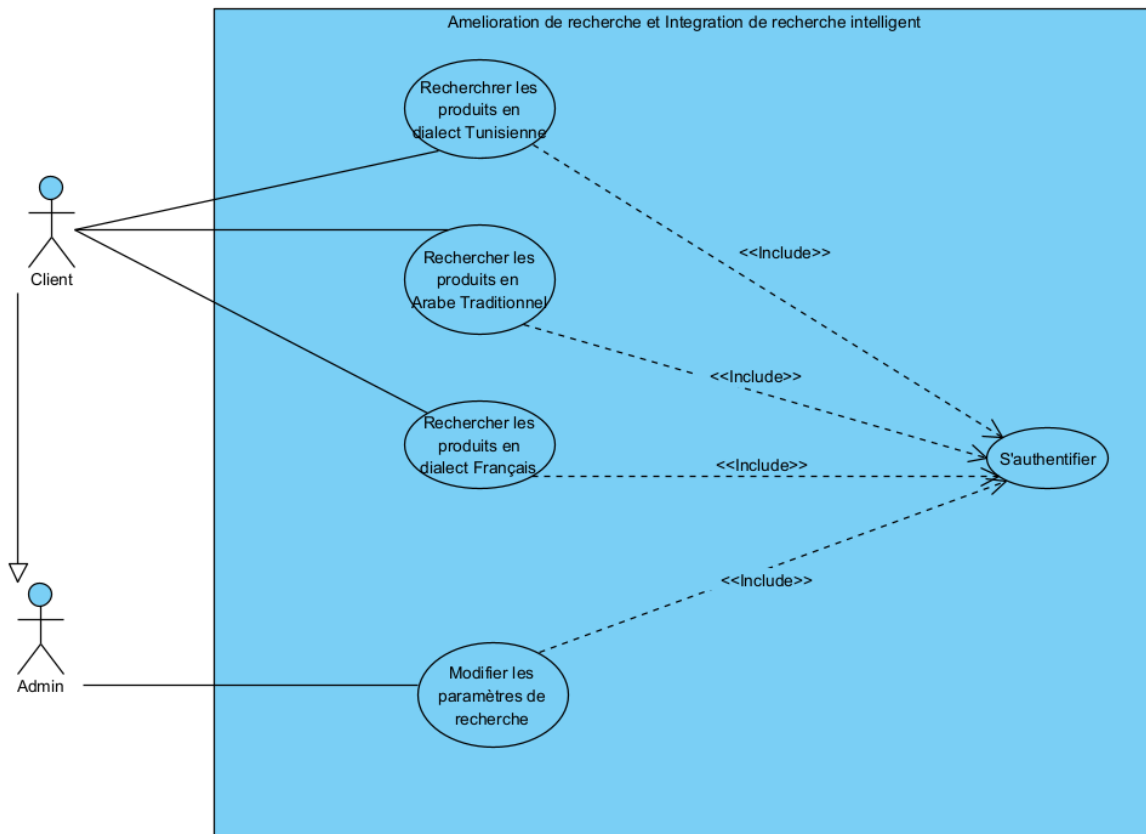 Amelioration de recherche et Integration de recherche intelligent
Recherchrer les
produits en
dialect Tunisienne
<<Include>>
Client
Rechercher les
produits en
Arabe Traditionnel
<<Include>>
Rechercher les
produits en
dialect Français
<<Include>>
S'authentifier
<<Include>>
Admin
Modifier les
paramètres de
recherche